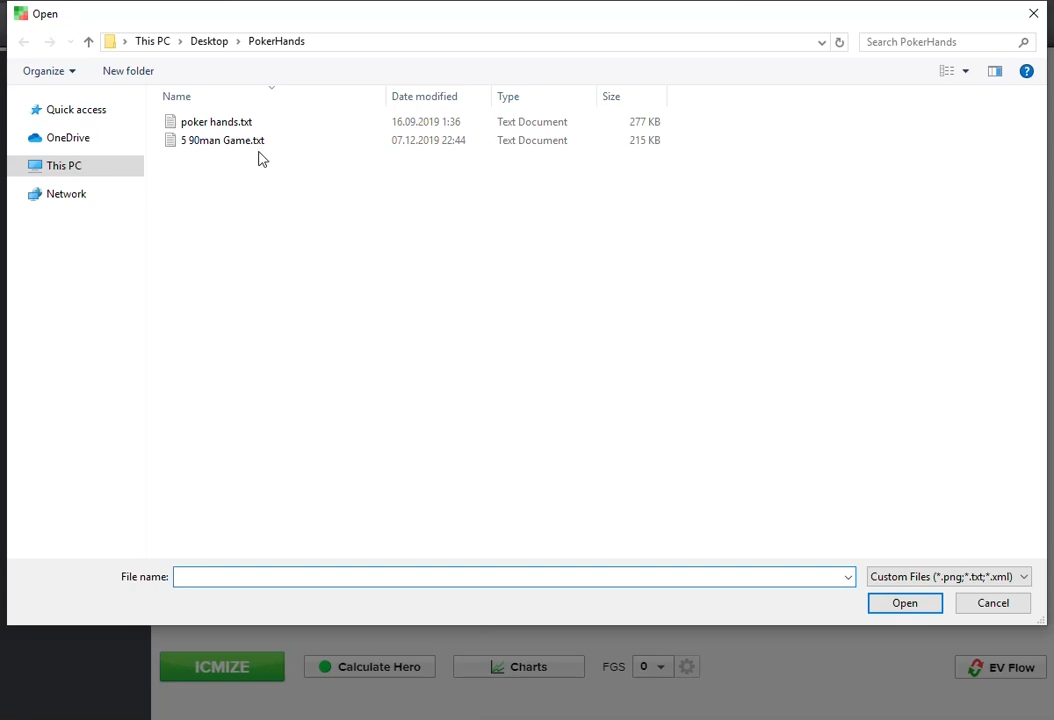 Open
This PC > Desktop > PokerHands
Search PokerHands
Organize
New folder
Name
Date modified
Type
Size
Quick access
OneDrive
This PC
Network
poker hands.txt 16.09.2019 1:36 Text Document 277 KB
5 90man Game.txt 07.12.2019 22:44 Text Document 215 KB
File name:
Custom Files (*.png;*.txt;*.xml)
Open
Cancel
ICMIZE
Calculate Hero
Charts
FGS 0
EV Flow